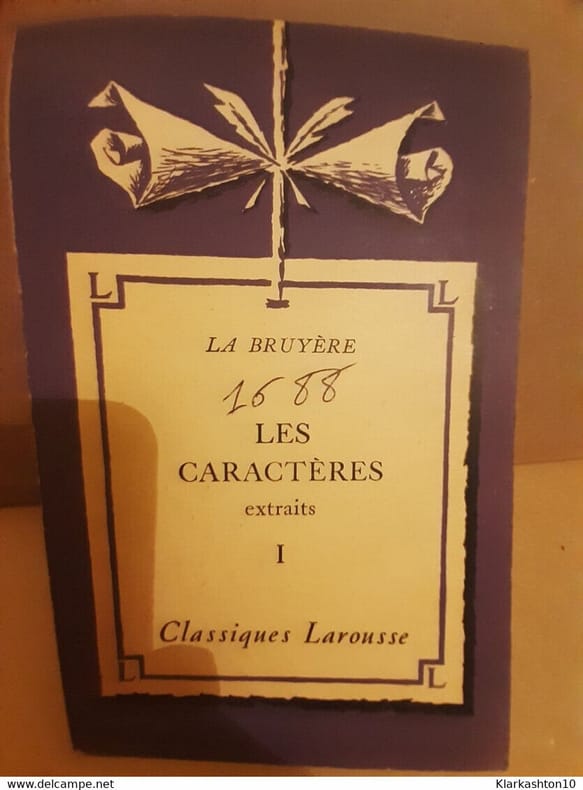 L L
LA BRUYÈRE
1688
LES
CARACTÈRES
extraits
I
Classiques Larousse
L L
www.delcampe.net Klarkashton10